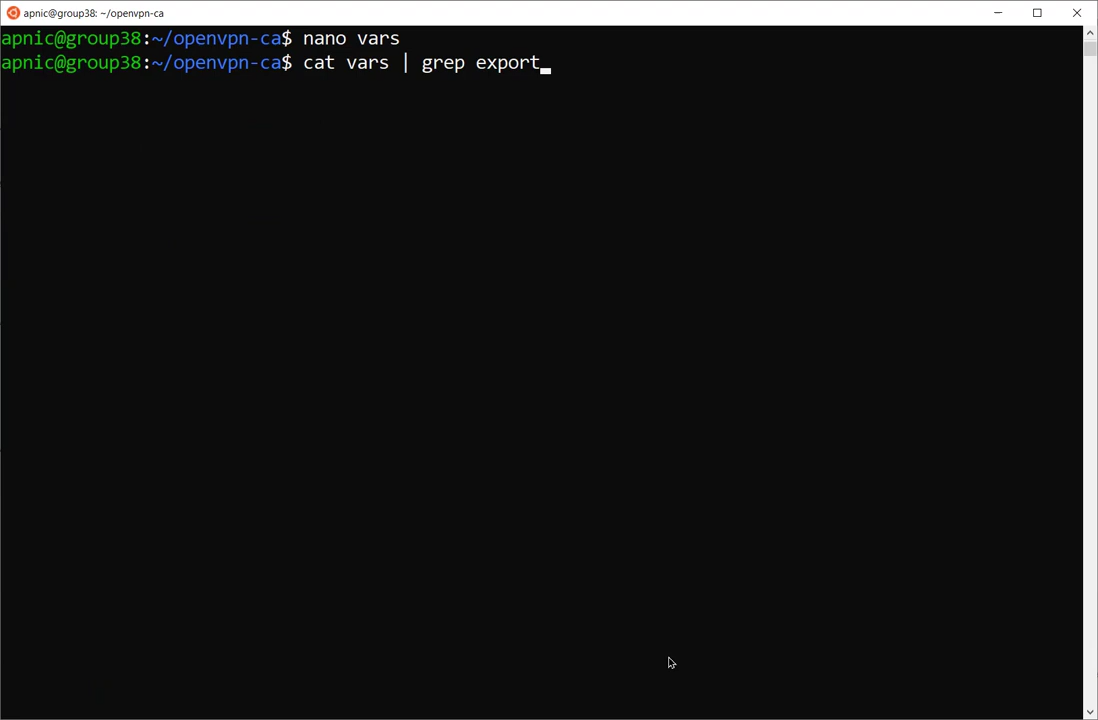 apnic@group38: ~/openvpn-ca
apnic@group38:~/openvpn-ca$ nano vars
apnic@group38:~/openvpn-ca$ cat vars | grep export